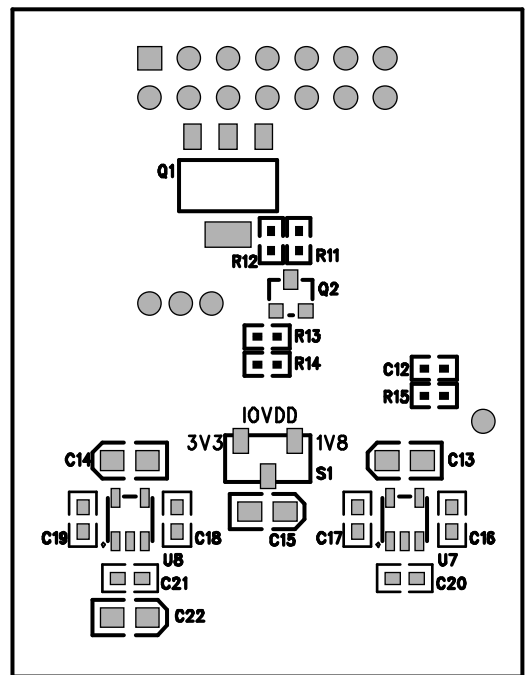 Q1
R12 R11
Q2
R13
R14
C12
R15
IOVDD
3V3 1V8
C14 S1 C13
C19 C18 C15 C17 C16
U8 U7
C21 C20
C22